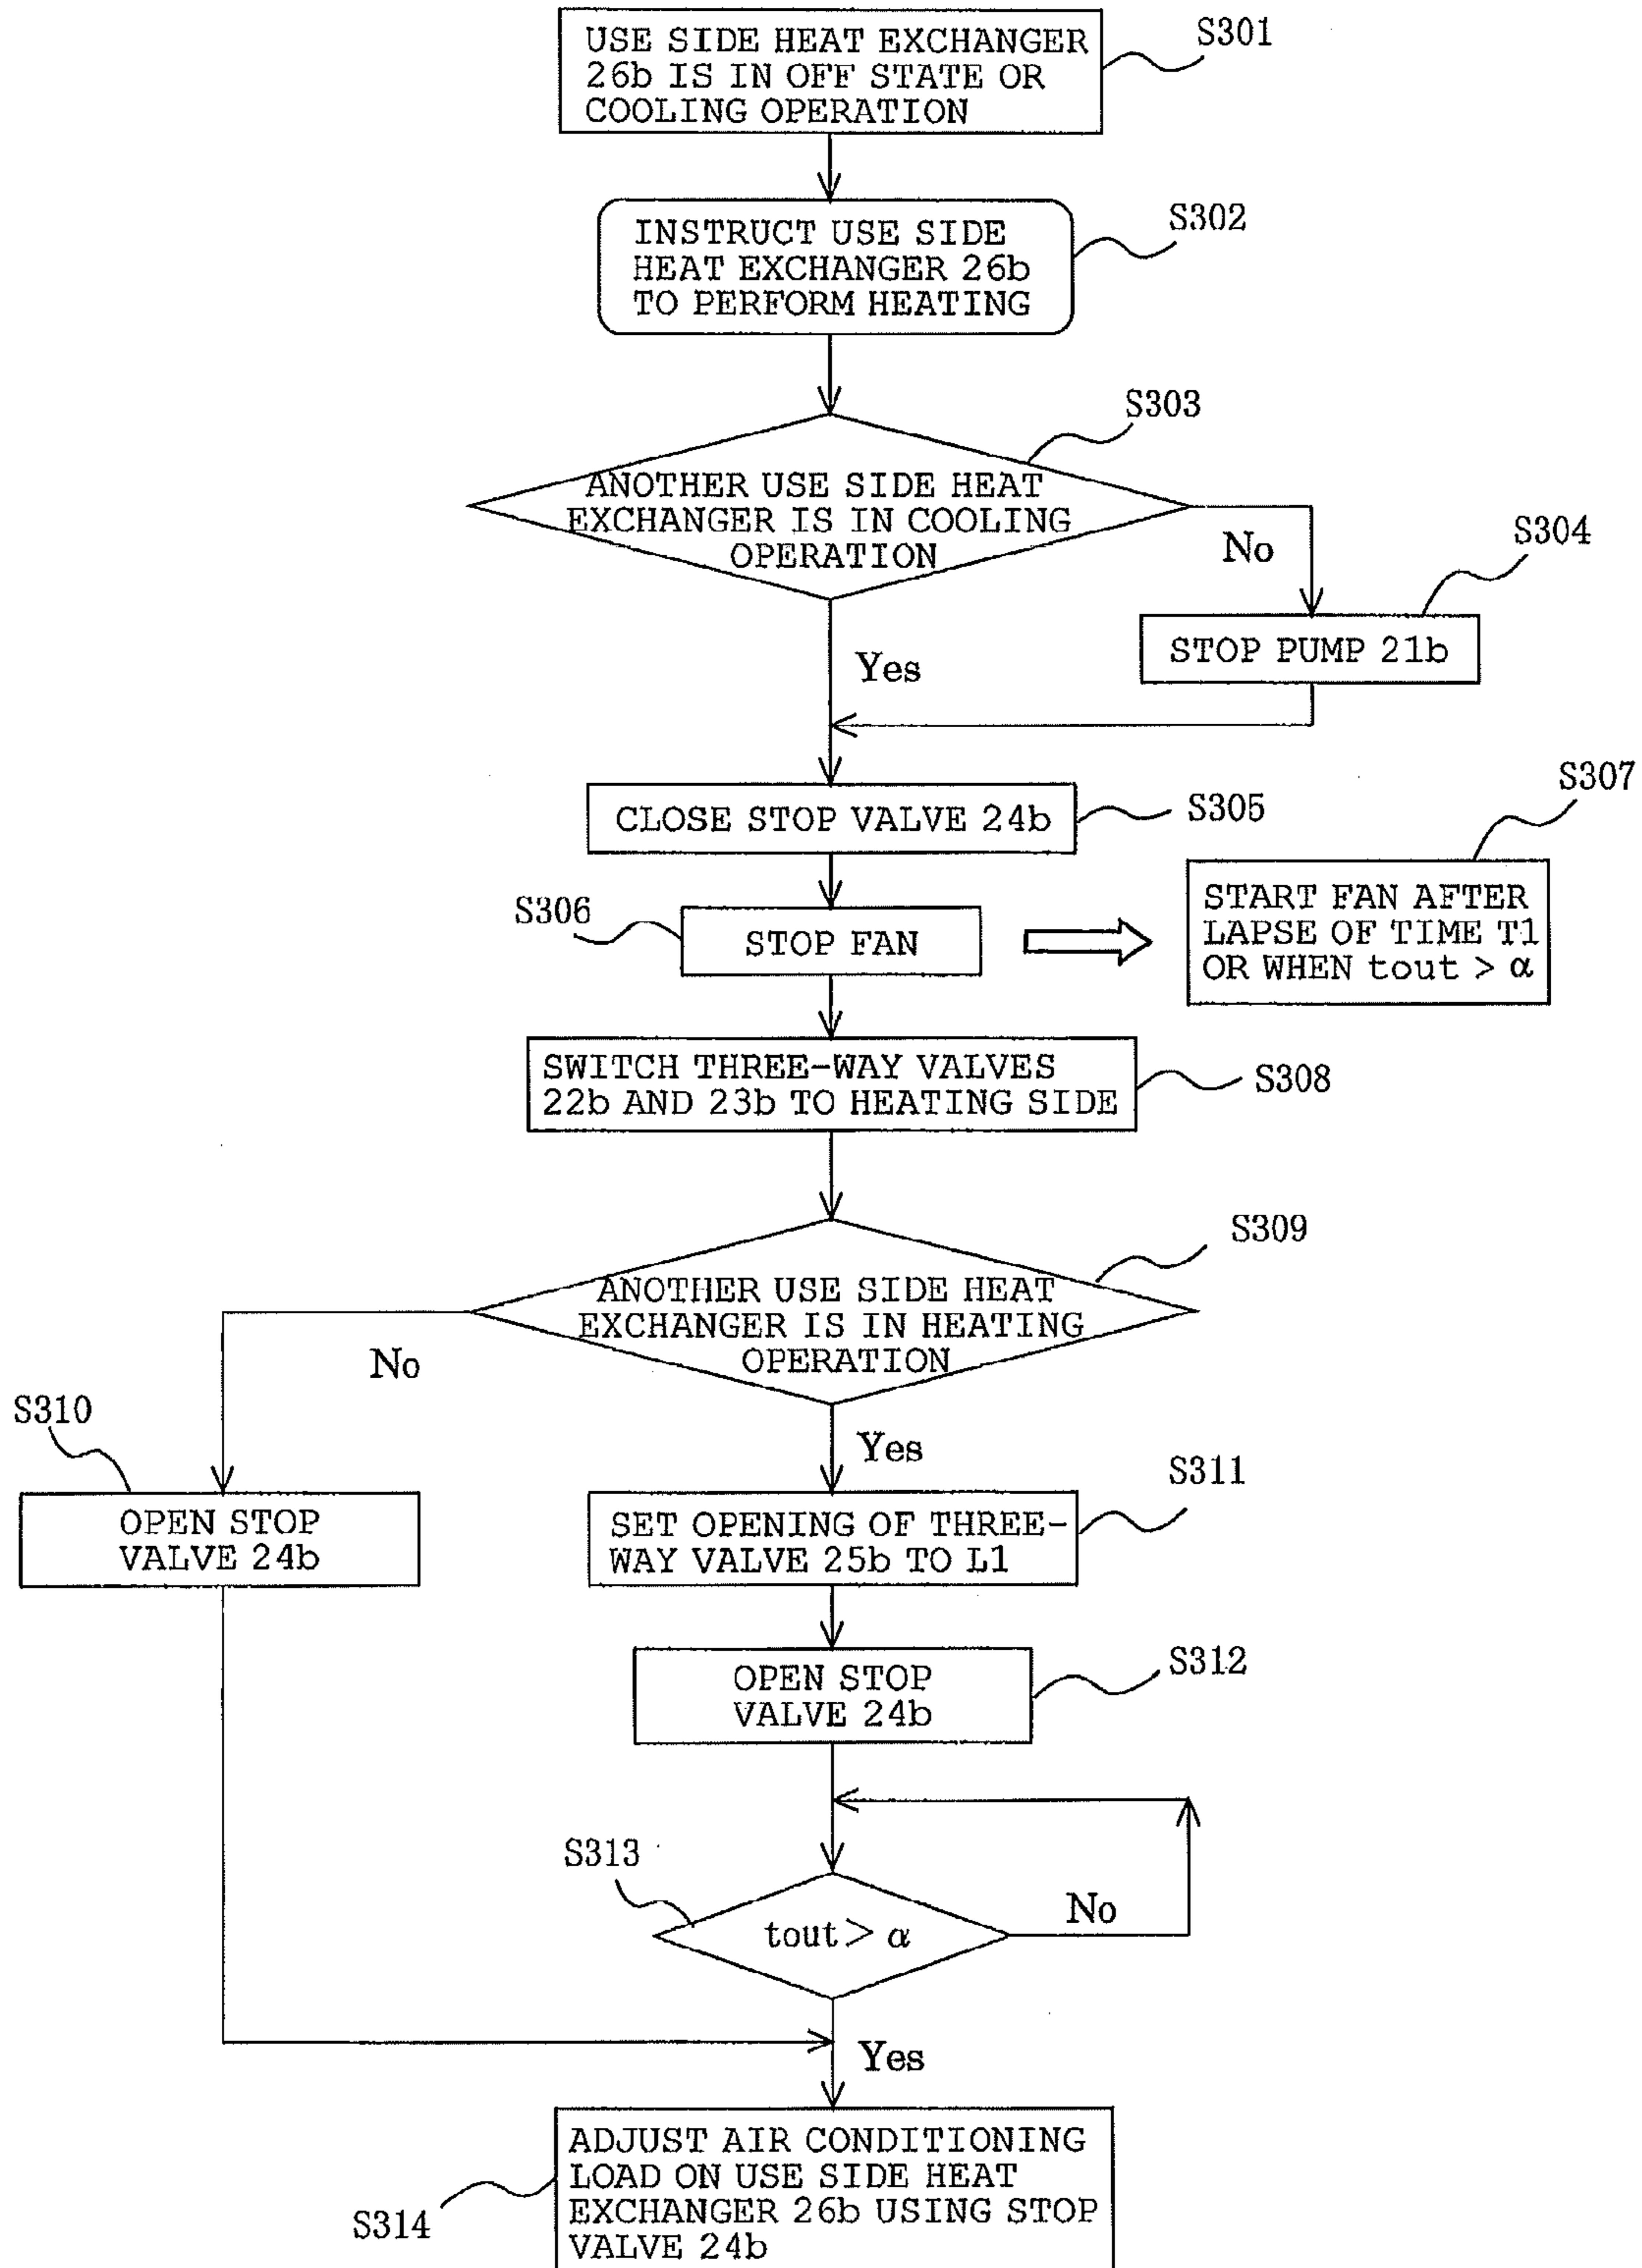 USE SIDE HEAT EXCHANGER
26b IS IN OFF STATE OR
COOLING OPERATION
S301
INSTRUCT USE SIDE
HEAT EXCHANGER 26b
TO PERFORM HEATING
S302
S303
ANOTHER USE SIDE HEAT
EXCHANGER IS IN COOLING
OPERATION
No
S304
STOP PUMP 21b
Yes
CLOSE STOP VALVE 24b
S305
S307
S306
STOP FAN
START FAN AFTER
LAPSE OF TIME T1
OR WHEN tout > α
SWITCH THREE-WAY VALVES
22b AND 23b TO HEATING SIDE
S308
S309
ANOTHER USE SIDE HEAT
EXCHANGER IS IN HEATING
OPERATION
No
Yes
S310
OPEN STOP
VALVE 24b
S311
SET OPENING OF THREE-
WAY VALVE 25b TO L1
S312
OPEN STOP
VALVE 24b
S313
tout > α
No
Yes
ADJUST AIR CONDITIONING
LOAD ON USE SIDE HEAT
EXCHANGER 26b USING STOP
VALVE 24b
S314